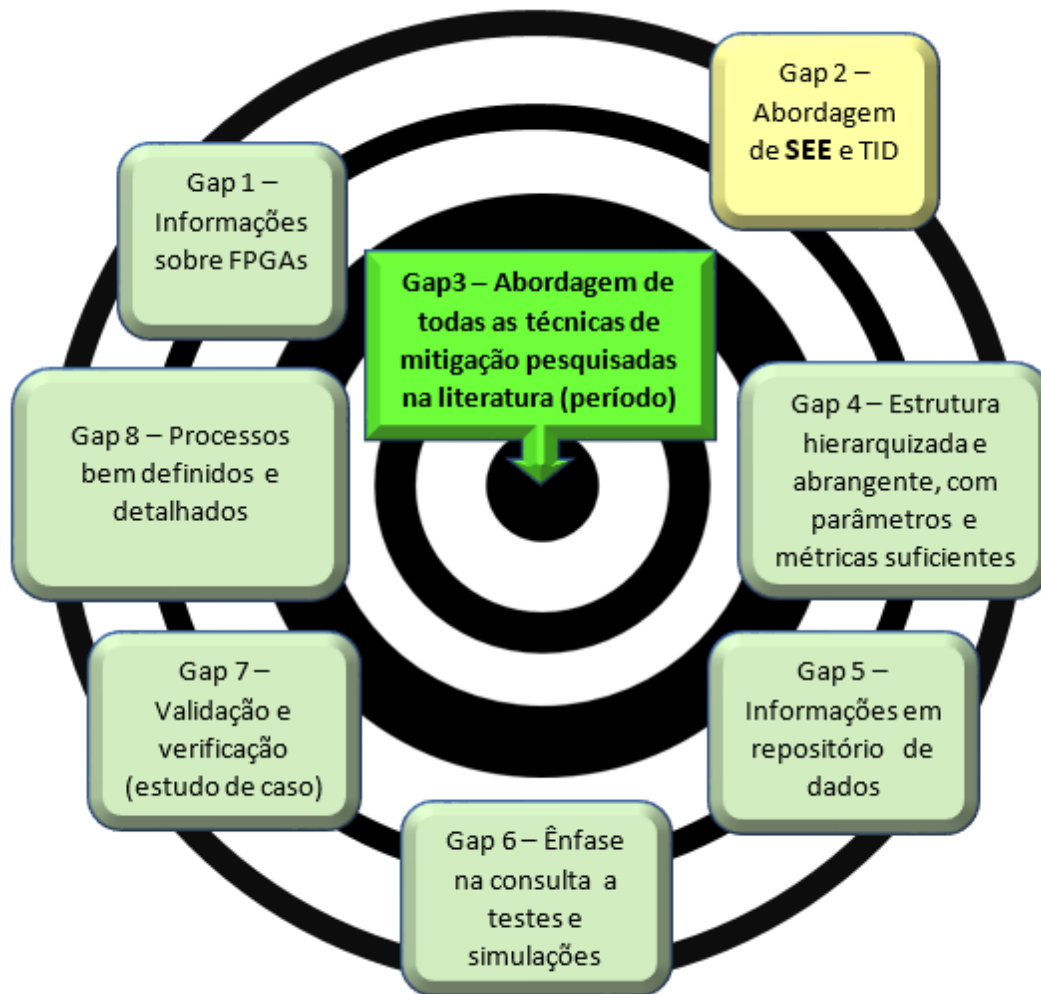 Gap 1 –
Informações
sobre FPGAs
Gap 2 –
Abordagem
de SEE e TID
Gap3 – Abordagem de
todas as técnicas de
mitigação pesquisadas
na literatura (período)
Gap 4 – Estrutura
hierarquizada e
abrangente, com
parâmetros e
métricas suficientes
Gap 5 –
Informações em
repositório de
dados
Gap 6 – Ênfase
na consulta a
testes e
simulações
Gap 7 –
Validação e
verificação
(estudo de caso)
Gap 8 – Processos
bem definidos e
detalhados